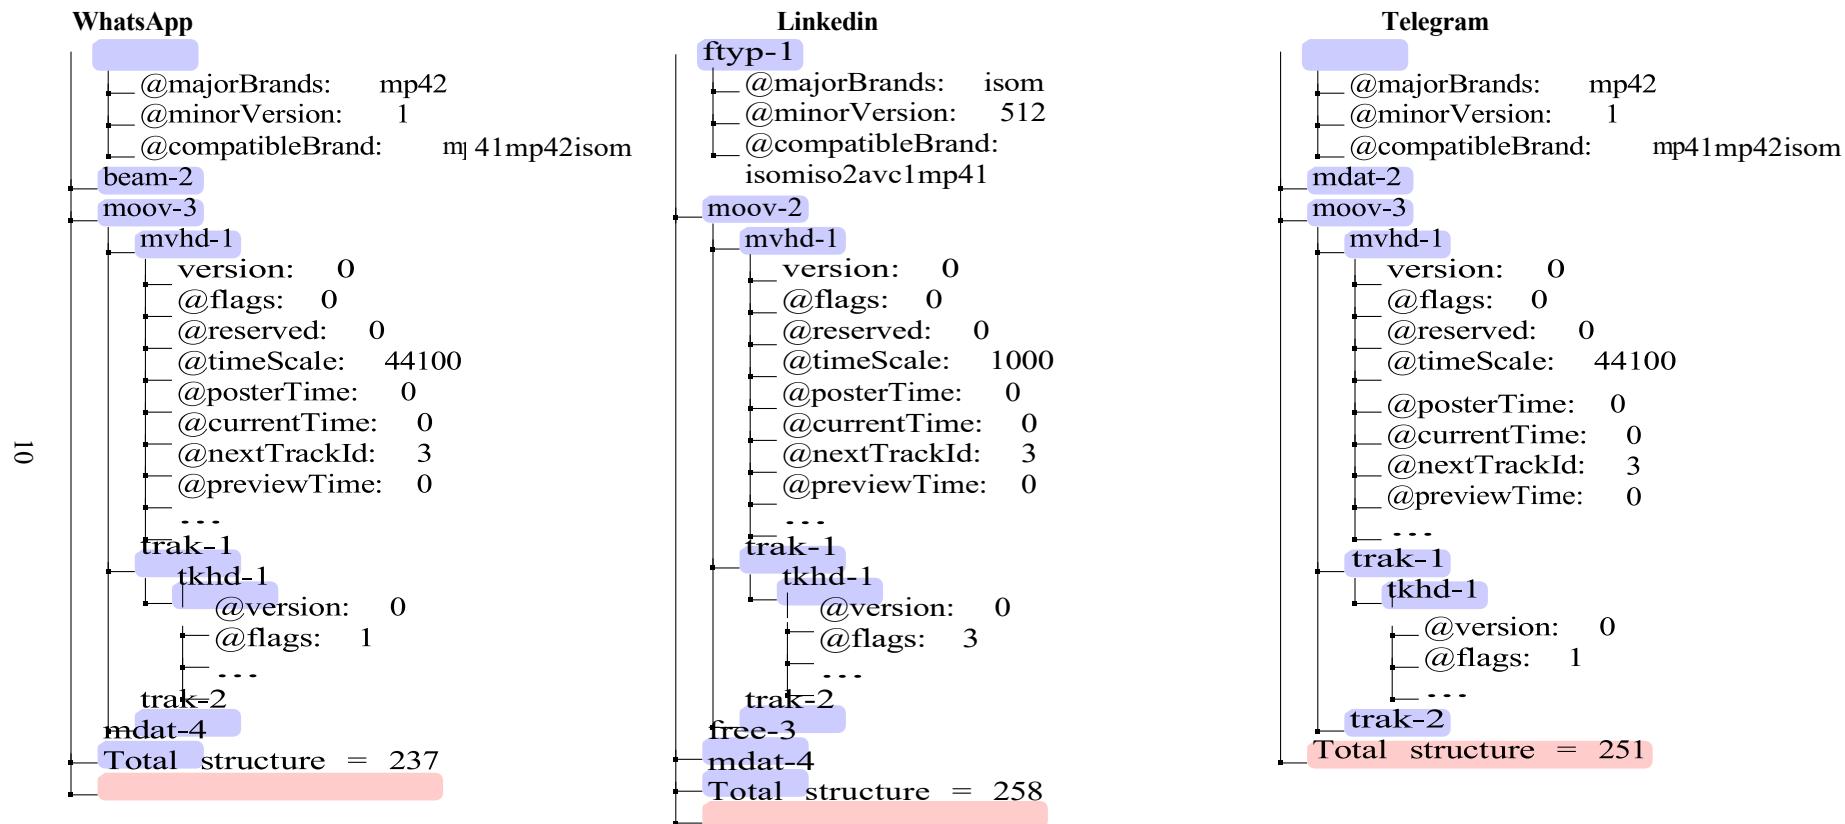 WhatsApp
@majorBrands: mp42
@minorVersion: 1
@compatibleBrand: mp41mp42isom
beam-2
moov-3
mvhd-1
version: 0
@flags: 0
@reserved: 0
@timeScale: 44100
@posterTime: 0
@currentTime: 0
@nextTrackId: 3
@previewTime: 0
...
trak-1
tkhd-1
@version: 0
@flags: 1
...
trak-2
mdat-4
Total structure = 237
Linkedin
ftyp-1
@majorBrands: isom
@minorVersion: 512
@compatibleBrand:
isomiso2avc1mp41
moov-2
mvhd-1
version: 0
@flags: 0
@reserved: 0
@timeScale: 1000
@posterTime: 0
@currentTime: 0
@nextTrackId: 3
@previewTime: 0
...
trak-1
tkhd-1
@version: 0
@flags: 3
...
trak-2
free-3
mdat-4
Total structure = 258
Telegram
@majorBrands: mp42
@minorVersion: 1
@compatibleBrand: mp41mp42isom
mdat-2
moov-3
mvhd-1
version: 0
@flags: 0
@reserved: 0
@timeScale: 44100
@posterTime: 0
@currentTime: 0
@nextTrackId: 3
@previewTime: 0
...
trak-1
tkhd-1
@version: 0
@flags: 1
...
trak-2
Total structure = 251
10